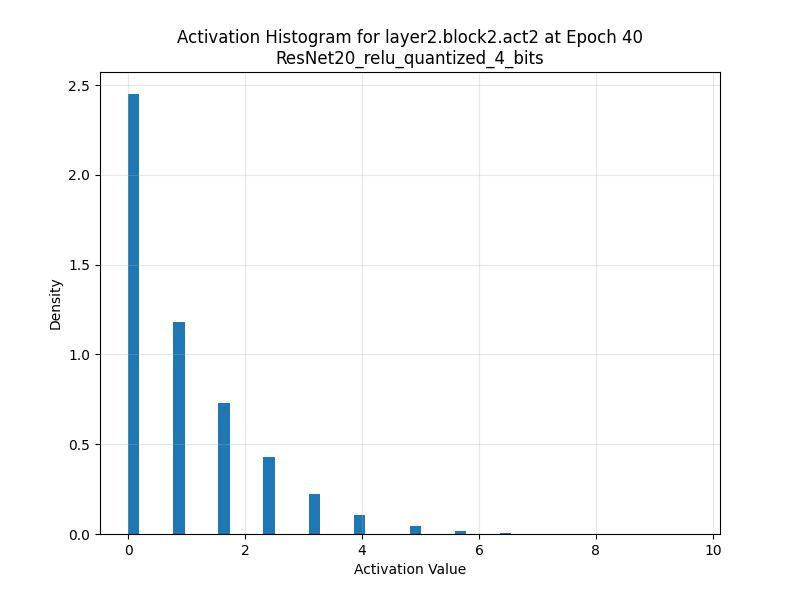 Activation Histogram for layer2.block2.act2 at Epoch 40
ResNet20_relu_quantized_4_bits
2.5
2.0
1.5
1.0
0.5
0.0
Density
0 2 4 6 8 10
Activation Value